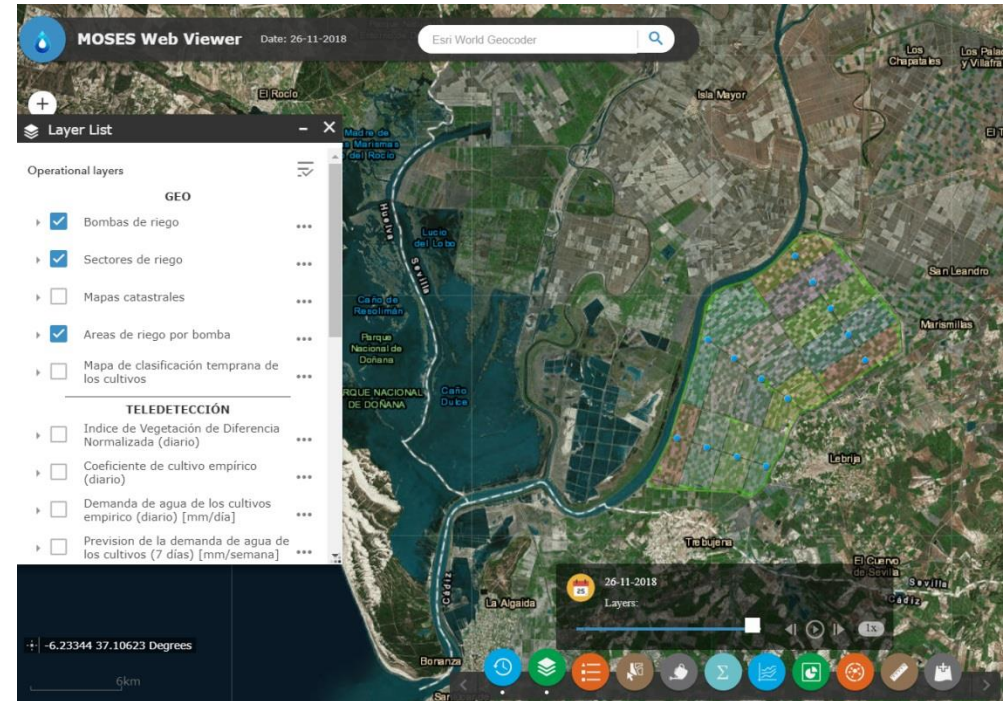 MOSES Web Viewer
Date: 26-11-2018
Esri World Geocoder
Layer List
Operational layers
GEO
Bombas de riego
Sectores de riego
Mapas catastrales
Areas de riego por bomba
Mapa de clasificación temprana de
los cultivos
TELEDETECCIÓN
Indice de Vegetación de Diferencia
Normalizada (diario)
Coeficiente de cultivo empírico
(diario)
Demanda de agua de los cultivos
empirico (diario) [mm/día]
Prevision de la demanda de agua de
los cultivos (7 días) [mm/semana]
-6.23344 37.10623 Degrees
6km
El Rocío
Madre de
Marismas
del Rocío
Huelva
Sevilla
Lucio
del Lobo
Caño de
Resolimán
Parque
Nacional de
Doñana
PARQUE NACIONAL
DE DOÑANA
Caño
Dulce
Isla Mayor
Los
Chapatales
Los Pala
y Villafra
San Leandro
Marismillas
Lebrija
Trebujena
El Cuervo
de Sevilla
Sevilla
Cádiz
Cádiz
La Algaida
Bonanza
26-11-2018
Layers:
1x
25